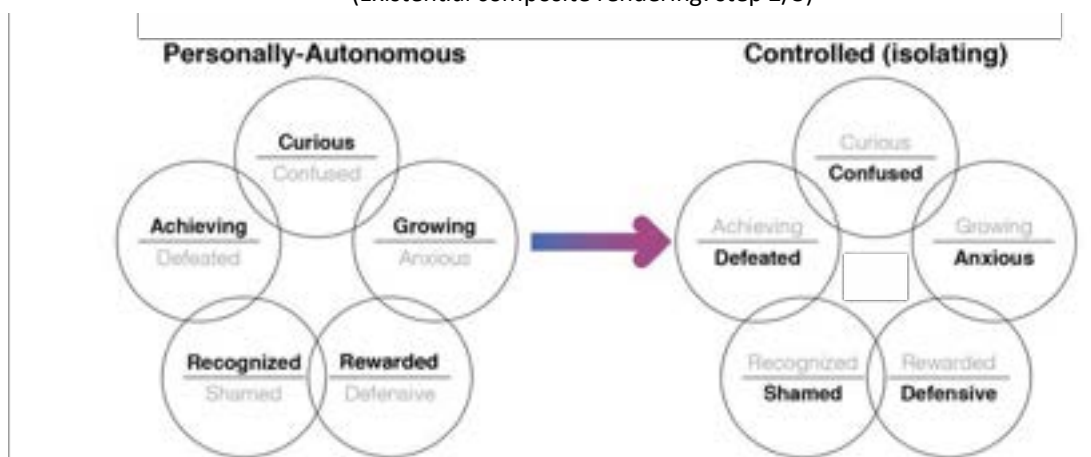 Personally-Autonomous
Controlled (isolating)
Curious
Confused
Achieving
Defeated
Growing
Anxious
Recognized
Shamed
Rewarded
Defensive
Curious
Confused
Achieving
Defeated
Growing
Anxious
Recognized
Shamed
Rewarded
Defensive